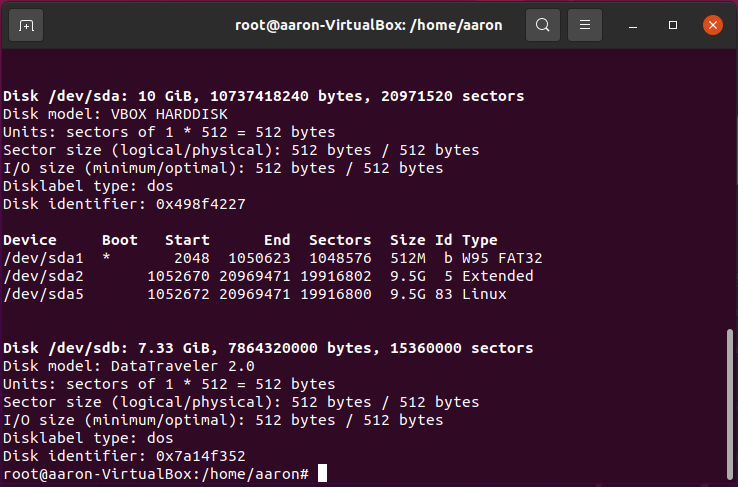 root@aaron-VirtualBox: /home/aaron
Disk /dev/sda: 10 GiB, 10737418240 bytes, 20971520 sectors
Disk model: VBOX HARDDISK
Units: sectors of 1 * 512 = 512 bytes
Sector size (logical/physical): 512 bytes / 512 bytes
I/O size (minimum/optimal): 512 bytes / 512 bytes
Disklabel type: dos
Disk identifier: 0x498f4227
Device     Boot   Start      End  Sectors  Size Id Type
/dev/sda1  *       2048  1050623  1048576  512M  b W95 FAT32
/dev/sda2       1052670 20969471 19916802  9.5G  5 Extended
/dev/sda5       1052672 20969471 19916800  9.5G 83 Linux
Disk /dev/sdb: 7.33 GiB, 7864320000 bytes, 15360000 sectors
Disk model: DataTraveler 2.0
Units: sectors of 1 * 512 = 512 bytes
Sector size (logical/physical): 512 bytes / 512 bytes
I/O size (minimum/optimal): 512 bytes / 512 bytes
Disklabel type: dos
Disk identifier: 0x7a14f352
root@aaron-VirtualBox:/home/aaron#